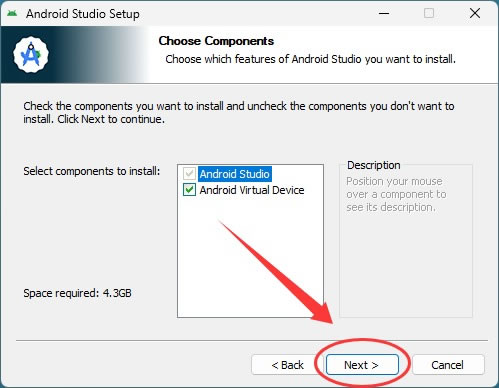 Android Studio Setup
Choose Components
Choose which features of Android Studio you want to install.
Check the components you want to install and uncheck the components you don't want to
install. Click Next to continue.
Select components to install:
Android Studio
Android Virtual Device
Description
Position your mouse
over a component to
see its description.
Space required: 4.3GB
< Back
Next >
Cancel